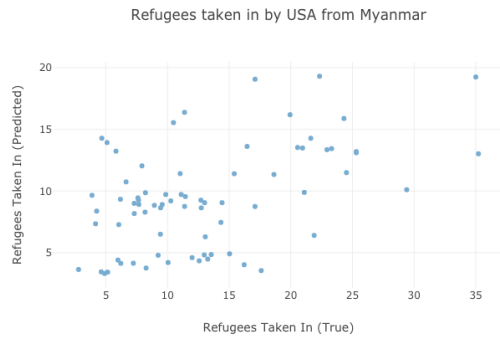 Refugees taken in by USA from Myanmar
20
15
10
5
Refugees Taken In (Predicted)
5 10 15 20 25 30 35
Refugees Taken In (True)